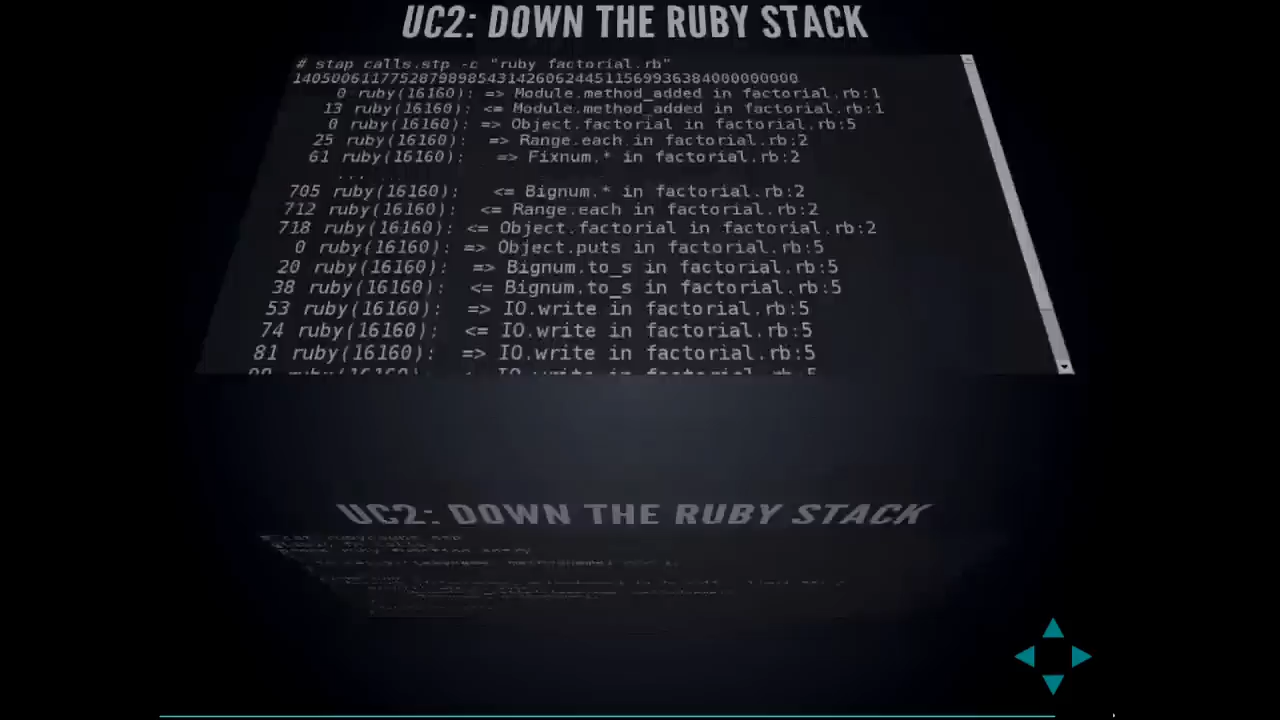 UC2: DOWN THE RUBY STACK
# stap calls.stp -c "ruby factorial.rb"
1405006117752879898543142606244511569936384000000000
0 ruby(16160): => Module.method_added in factorial.rb:1
13 ruby(16160): <= Module.method_added in factorial.rb:1
0 ruby(16160): => Object.factorial in factorial.rb:5
25 ruby(16160): => Range.each in factorial.rb:2
61 ruby(16160): => Fixnum.* in factorial.rb:2
...
705 ruby(16160): <= Bignum.* in factorial.rb:2
712 ruby(16160): <= Range.each in factorial.rb:2
718 ruby(16160): <= Object.factorial in factorial.rb:2
0 ruby(16160): => Object.puts in factorial.rb:5
20 ruby(16160): => Bignum.to_s in factorial.rb:5
38 ruby(16160): <= Bignum.to_s in factorial.rb:5
53 ruby(16160): => IO.write in factorial.rb:5
74 ruby(16160): <= IO.write in factorial.rb:5
81 ruby(16160): => IO.write in factorial.rb:5
UC2: DOWN THE RUBY STACK